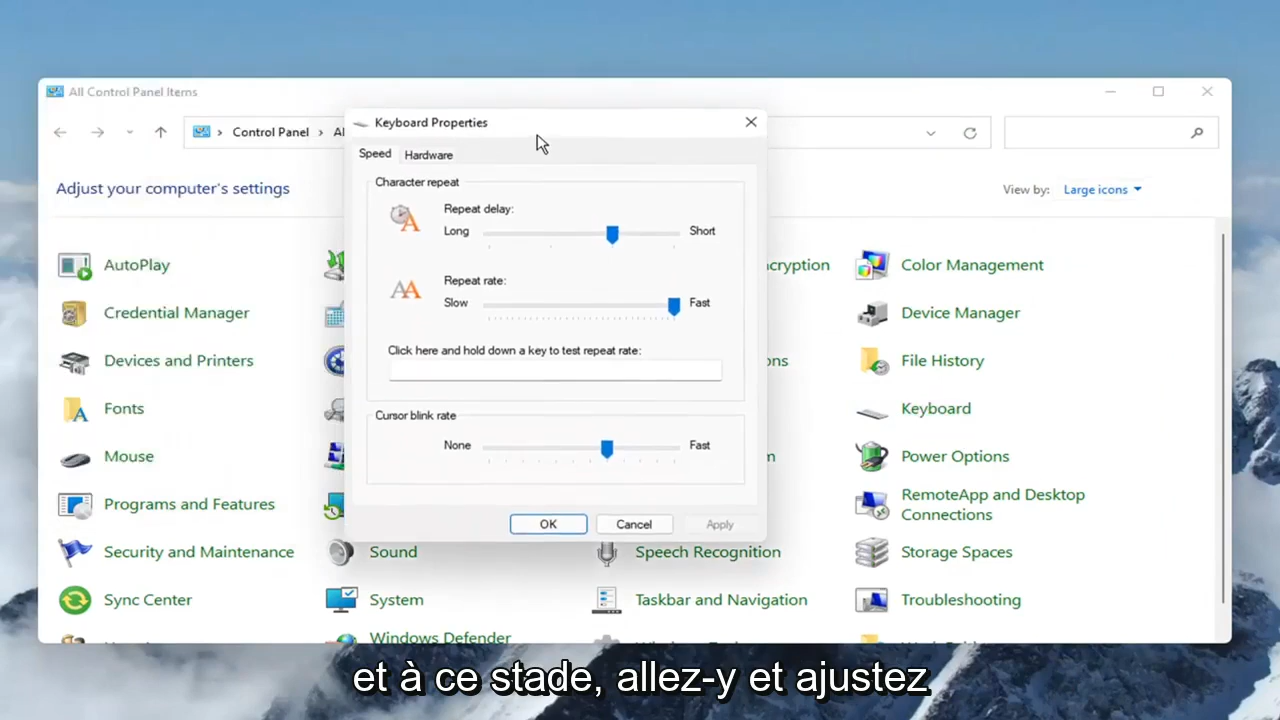 All Control Panel Items
Control Panel
Keyboard Properties
Speed
Hardware
Adjust your computer's settings
View by:
Large icons
Character repeat
Repeat delay:
Long
Short
Repeat rate:
Slow
Fast
Click here and hold down a key to test repeat rate:
Cursor blink rate
None
Fast
OK
Cancel
Apply
AutoPlay
Color Management
Credential Manager
Device Manager
Devices and Printers
File History
Fonts
Keyboard
Mouse
Power Options
Programs and Features
RemoteApp and Desktop
Connections
Security and Maintenance
Sound
Speech Recognition
Storage Spaces
Sync Center
System
Taskbar and Navigation
Troubleshooting
Windows Defender
et à ce stade, allez-y et ajustez